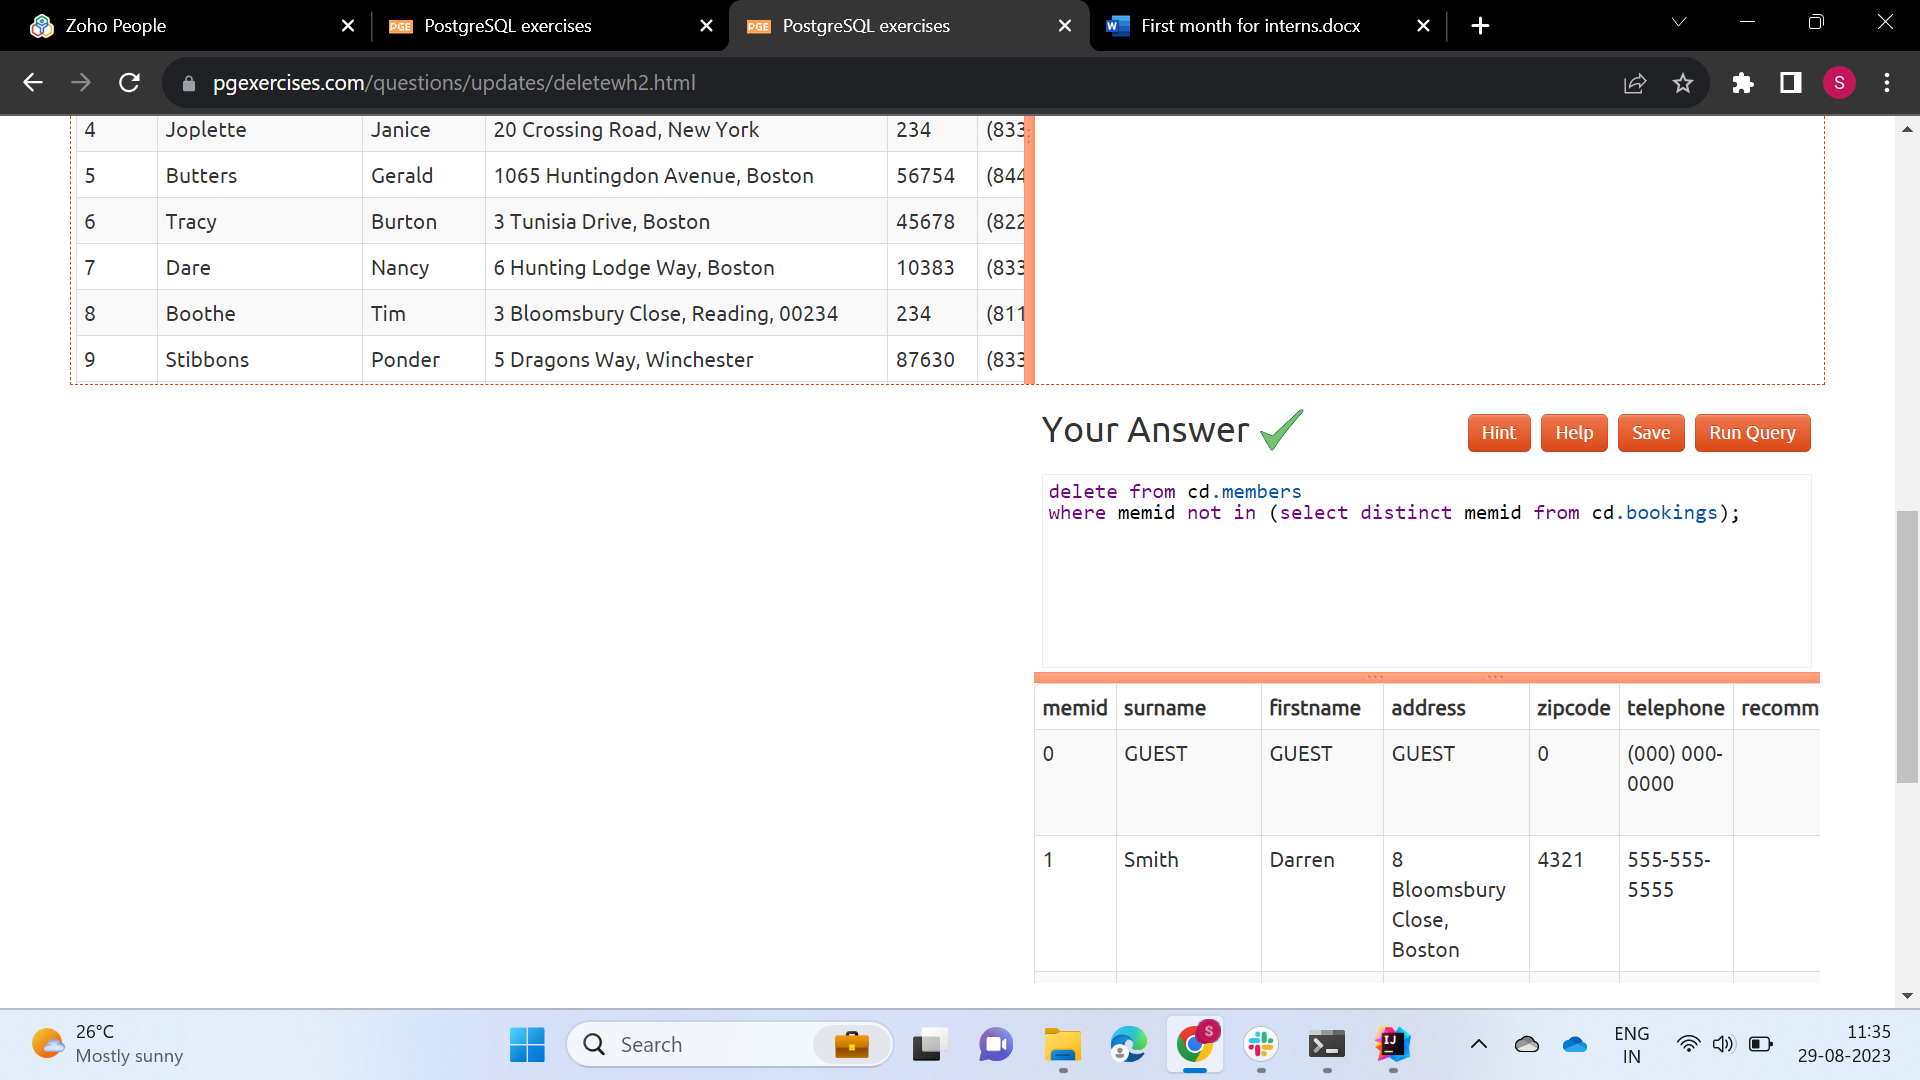 Zoho People
PGE PostgreSQL exercises
PGE PostgreSQL exercises
First month for interns.docx
pgexercises.com/questions/updates/deletewh2.html
S
4 Joplette Janice 20 Crossing Road, New York 234 (833
5 Butters Gerald 1065 Huntingdon Avenue, Boston 56754 (844
6 Tracy Burton 3 Tunisia Drive, Boston 45678 (822
7 Dare Nancy 6 Hunting Lodge Way, Boston 10383 (833
8 Boothe Tim 3 Bloomsbury Close, Reading, 00234 234 (811
9 Stibbons Ponder 5 Dragons Way, Winchester 87630 (833
Your Answer
Hint Help Save Run Query
delete from cd.members
where memid not in (select distinct memid from cd.bookings);
memid surname firstname address zipcode telephone recomm
0 GUEST GUEST GUEST 0 (000) 000-
0000
1 Smith Darren 8 4321 555-555-
Bloomsbury 5555
Close,
Boston
26°C
Mostly sunny
Search
S
IJ
ENG
IN
11:35
29-08-2023